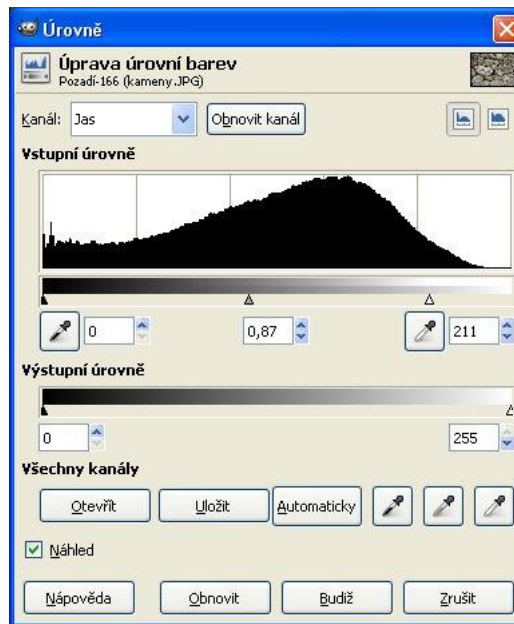 Úrovně
Úprava úrovní barev
Pozadí-166 (kameny.JPG)
Kanál: Jas Obnovit kanál
Vstupní úrovně
0 0,87 211
Výstupní úrovně
0 255
Všechny kanály
Otevřít Uložit Automaticky
Náhled
Nápověda Obnovit Budiž Zrušit